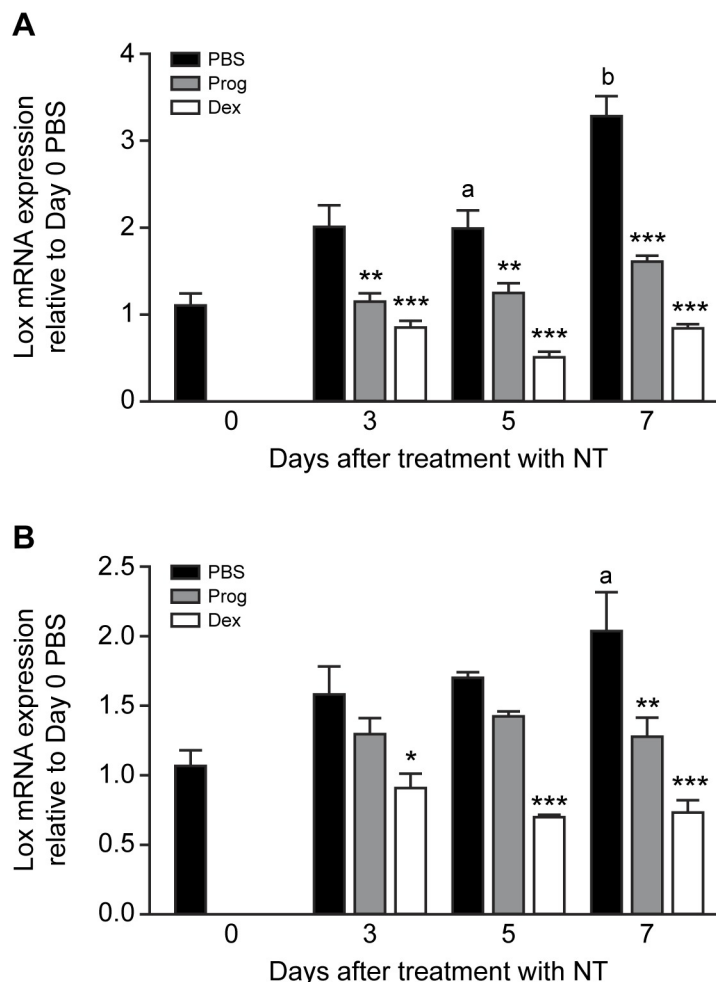 A
Lox mRNA expression
relative to Day 0 PBS
4
3
2
1
0
PBS
Prog
Dex
**
***
a
**
***
b
***
***
0 3 5 7
Days after treatment with NT
B
Lox mRNA expression
relative to Day 0 PBS
2.5
2.0
1.5
1.0
0.5
0.0
PBS
Prog
Dex
*
***
a
**
***
0 3 5 7
Days after treatment with NT